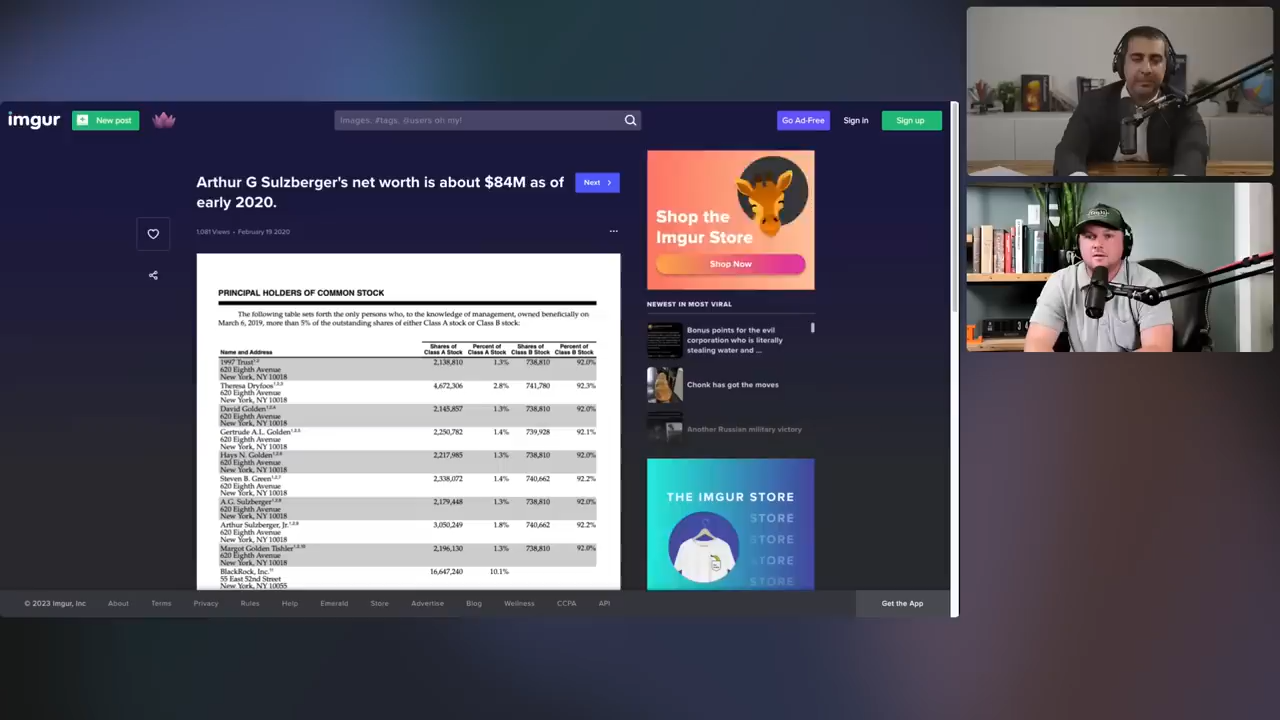 imgur
New post
Images, #tags, @users oh my!
Go Ad-Free
Sign in
Sign up
Arthur G Sulzberger's net worth is about $84M as of
early 2020.
Next
1,081 Views • February 19 2020
PRINCIPAL HOLDERS OF COMMON STOCK
The following table sets forth the only persons who, to the knowledge of management, owned beneficially on
March 6, 2019, more than 5% of the outstanding shares of either Class A stock or Class B stock:
Name and Address Shares of Class A Stock Percent of Class A Stock Shares of Class B Stock Percent of Class B Stock
1997 Trust 2,138,810 1.3% 738,810 92.0%
620 Eighth Avenue
New York, NY 10018
Theresa Dryfoos 4,672,306 2.8% 741,780 92.3%
620 Eighth Avenue
New York, NY 10018
David Golden 2,145,857 1.3% 738,810 92.0%
620 Eighth Avenue
New York, NY 10018
Gertrude A.L. Golden 2,250,782 1.4% 739,928 92.1%
620 Eighth Avenue
New York, NY 10018
Hays N. Golden 2,217,985 1.3% 738,810 92.0%
620 Eighth Avenue
New York, NY 10018
Steven B. Green 2,338,072 1.4% 740,662 92.2%
620 Eighth Avenue
New York, NY 10018
A.G. Sulzberger 2,179,448 1.3% 738,810 92.0%
620 Eighth Avenue
New York, NY 10018
Arthur Sulzberger, Jr. 3,050,249 1.8% 740,662 92.2%
620 Eighth Avenue
New York, NY 10018
Margot Golden Tishler 2,196,130 1.3% 738,810 92.0%
620 Eighth Avenue
New York, NY 10018
BlackRock, Inc. 16,647,240 10.1%
55 East 52nd Street
New York, NY 10055
Shop the
Imgur Store
Shop Now
NEWEST IN MOST VIRAL
Bonus points for the evil
corporation who is literally
stealing water and ...
Chonk has got the moves
Another Russian military victory
THE IMGUR STORE
STORE
STORE
STORE
STORE
© 2023 Imgur, Inc
About
Terms
Privacy
Rules
Help
Emerald
Store
Advertise
Blog
Wellness
CCPA
API
Get the App